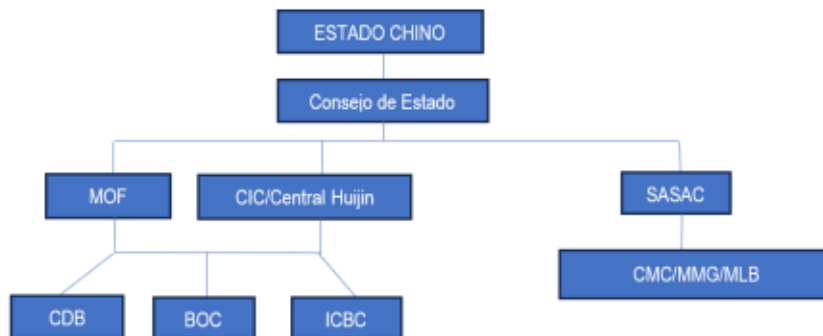 ESTADO CHINO
Consejo de Estado
MOF
CIC/Central Huijin
SASAC
CMC/MMG/MLB
CDB
BOC
ICBC